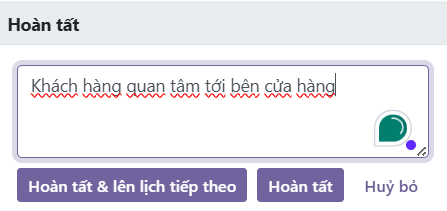 Hoàn tất
Khách hàng quan tâm tới bên cửa hàng
Hoàn tất & lên lịch tiếp theo Hoàn tất Huỷ bỏ